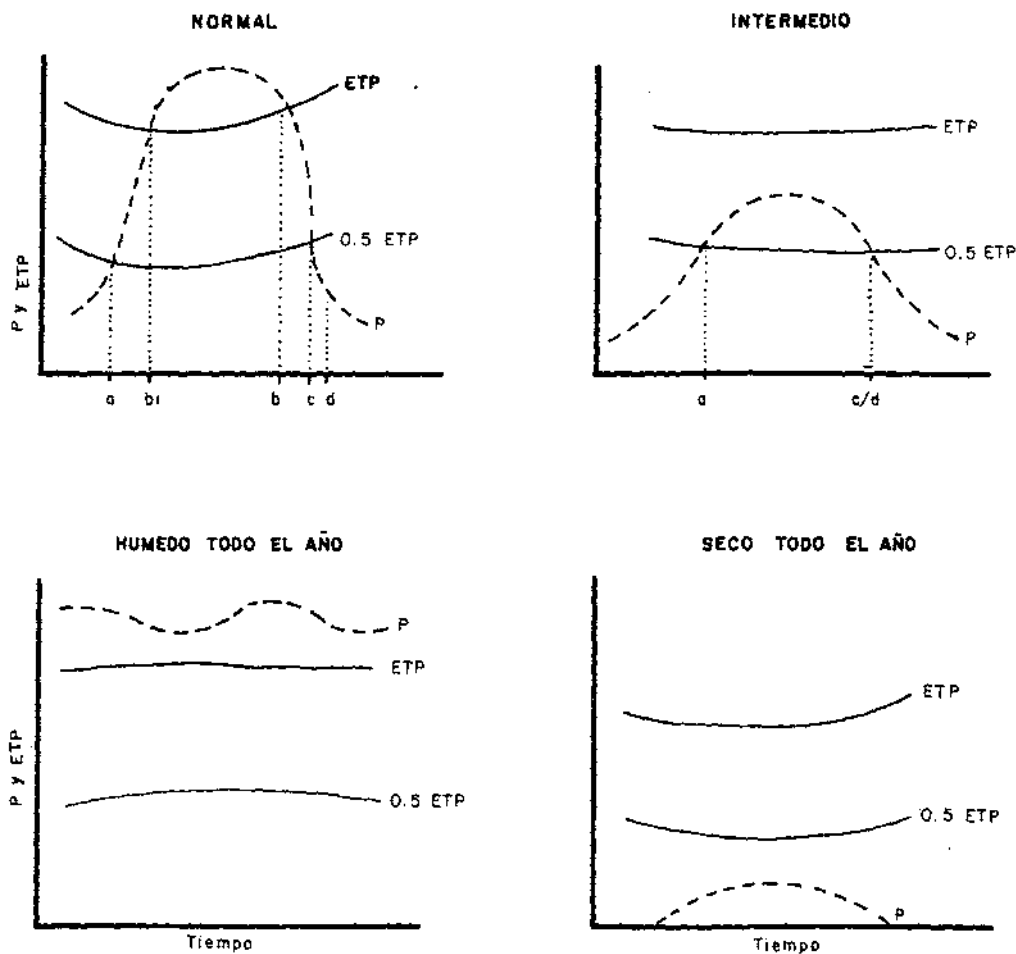 NORMAL
ETP
0.5 ETP
P
P y ETP
a b1 b c d
INTERMEDIO
ETP
0.5 ETP
P
a c/d
HUMEDO TODO EL AÑO
P
ETP
0.5 ETP
P y ETP
Tiempo
SECO TODO EL AÑO
ETP
0.5 ETP
P
Tiempo